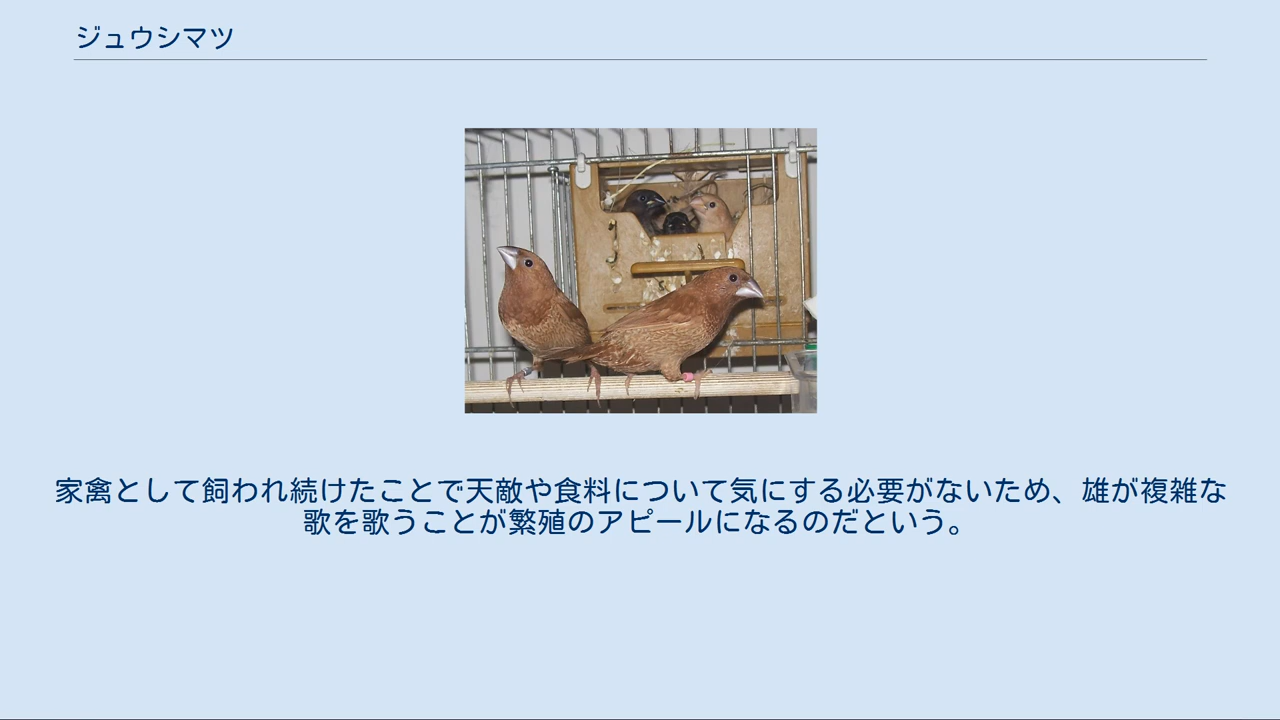 ジュウシマツ
家禽として飼われ続けたことで天敵や食料について気にする必要がないため、雄が複雑な
歌を歌うことが繁殖のアピールになるのだという。